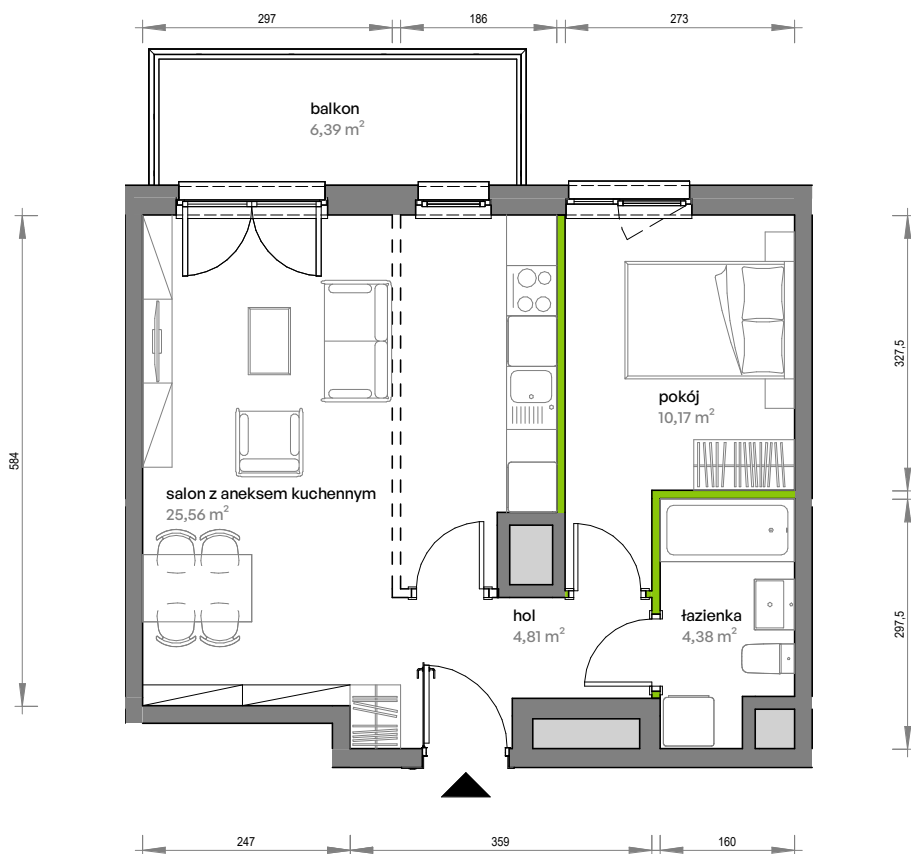 297
186
273
balkon
6,39 m²
327,5
584
pokój
10,17 m²
salon z aneksem kuchennym
25,56 m²
hol
4,81 m²
łazienka
4,38 m²
297,5
247
359
160